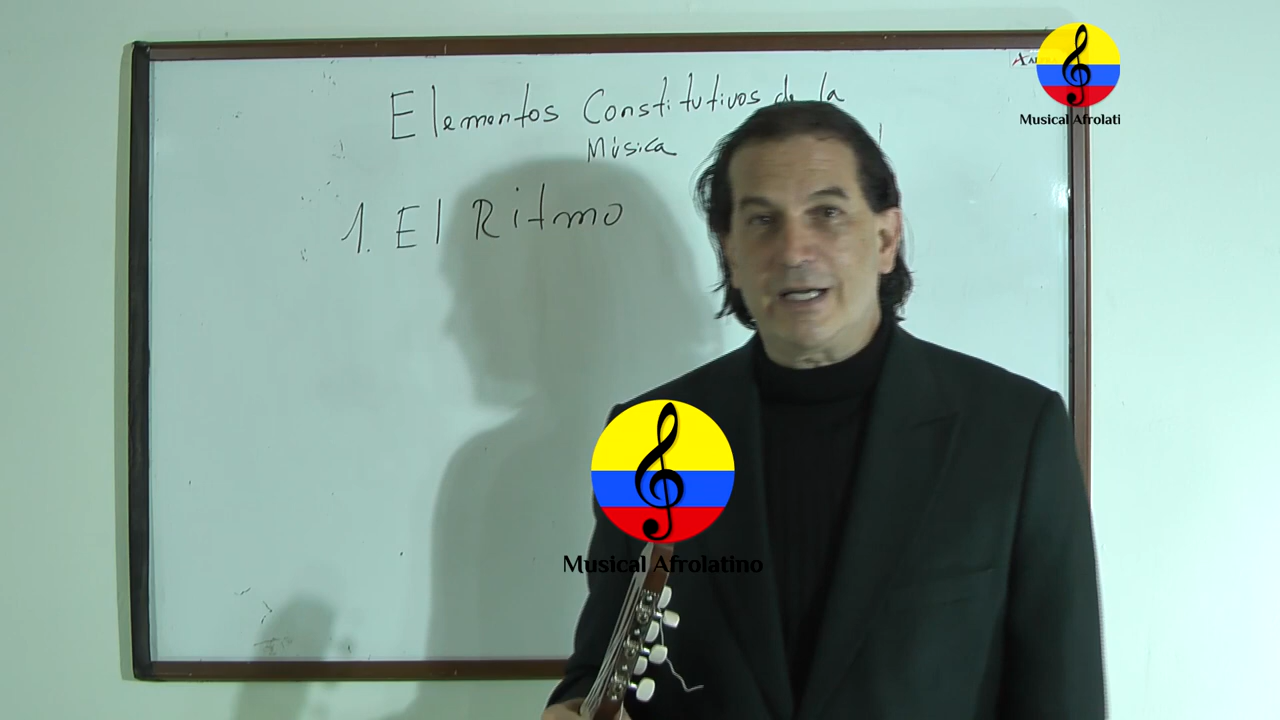 Elementos Constitutivos de la
Música
1. El Ritmo
Musical Afrolati
Musical Afrolatino